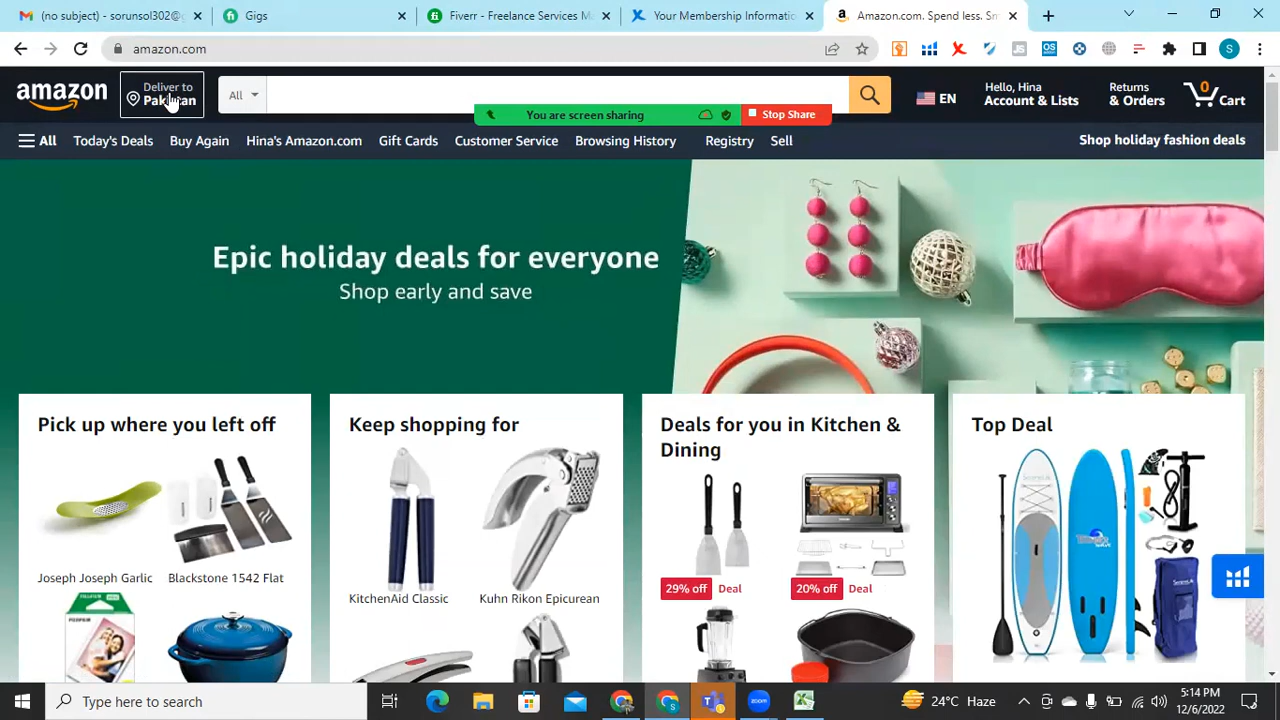 (no subject) - sorunsol302@g
Gigs
Fiverr - Freelance Services M
Your Membership Informatic
Amazon.com. Spend less. Sm
amazon.com
S
amazon
Deliver to
Pakistan
All
EN
Hello, Hina
Account & Lists
Returns
& Orders
0
Cart
You are screen sharing
Stop Share
All
Today's Deals
Buy Again
Hina's Amazon.com
Gift Cards
Customer Service
Browsing History
Registry
Sell
Shop holiday fashion deals
Epic holiday deals for everyone
Shop early and save
Pick up where you left off
Joseph Joseph Garlic
Blackstone 1542 Flat
Keep shopping for
KitchenAid Classic
Kuhn Rikon Epicurean
Deals for you in Kitchen &
Dining
29% off
Deal
20% off
Deal
Top Deal
Type here to search
zoom
24°C Haze
5:14 PM
12/6/2022